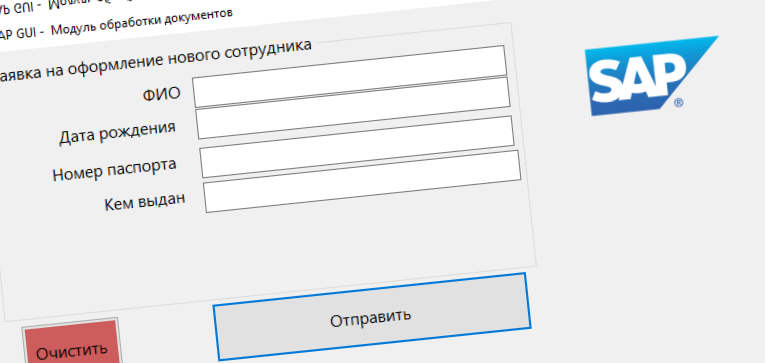 AP GUI - Модуль обработки документов
аявка на оформление нового сотрудника
ФИО
Дата рождения
Номер паспорта
Кем выдан
SAP
®
Отправить
Очистить